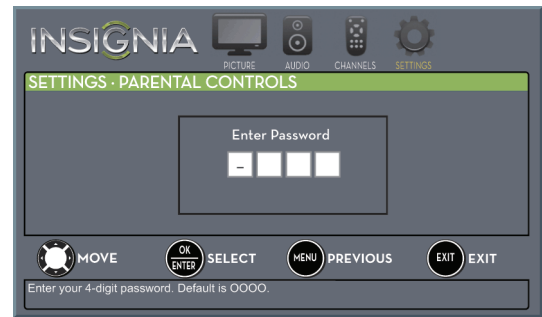 INSIGNIA
PICTURE AUDIO CHANNELS SETTINGS
SETTINGS · PARENTAL CONTROLS
Enter Password
–
MOVE OK ENTER SELECT MENU PREVIOUS EXIT EXIT
Enter your 4-digit password. Default is OOOO.